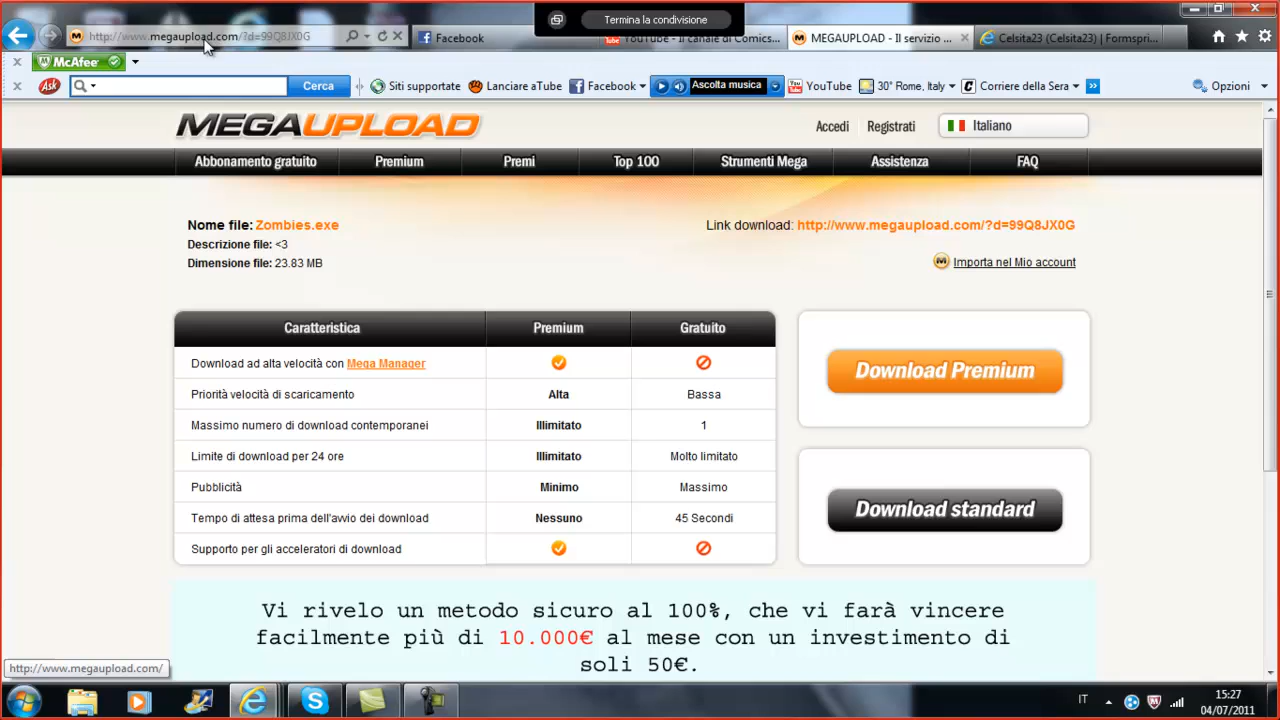 Termina la condivisione
http://www.megaupload.com/?d=99Q8JX0G
Facebook
YouTube - Il canale di Comics...
MEGAUPLOAD - Il servizio ...
Celsita23 (Celsita23) | Formspri...
McAfee
Ask
Cerca
Siti supportate
Lanciare aTube
Facebook
Ascolta musica
YouTube
30° Rome, Italy
Corriere della Sera
Opzioni
MEGAUPLOAD
Accedi
Registrati
Italiano
Abbonamento gratuito
Premium
Premi
Top 100
Strumenti Mega
Assistenza
FAQ
Nome file: Zombies.exe
Link download: http://www.megaupload.com/?d=99Q8JX0G
Descrizione file: <3
Dimensione file: 23.83 MB
Importa nel Mio account
Caratteristica Premium Gratuito
Download ad alta velocità con Mega Manager
Priorità velocità di scaricamento Alta Bassa
Massimo numero di download contemporanei Illimitato 1
Limite di download per 24 ore Illimitato Molto limitato
Pubblicità Minimo Massimo
Tempo di attesa prima dell'avvio dei download Nessuno 45 Secondi
Supporto per gli acceleratori di download
Download Premium
Download standard
Vi rivelo un metodo sicuro al 100%, che vi farà vincere
facilmente più di 10.000€ al mese con un investimento di
soli 50€.
http://www.megaupload.com/
IT
15:27
04/07/2011